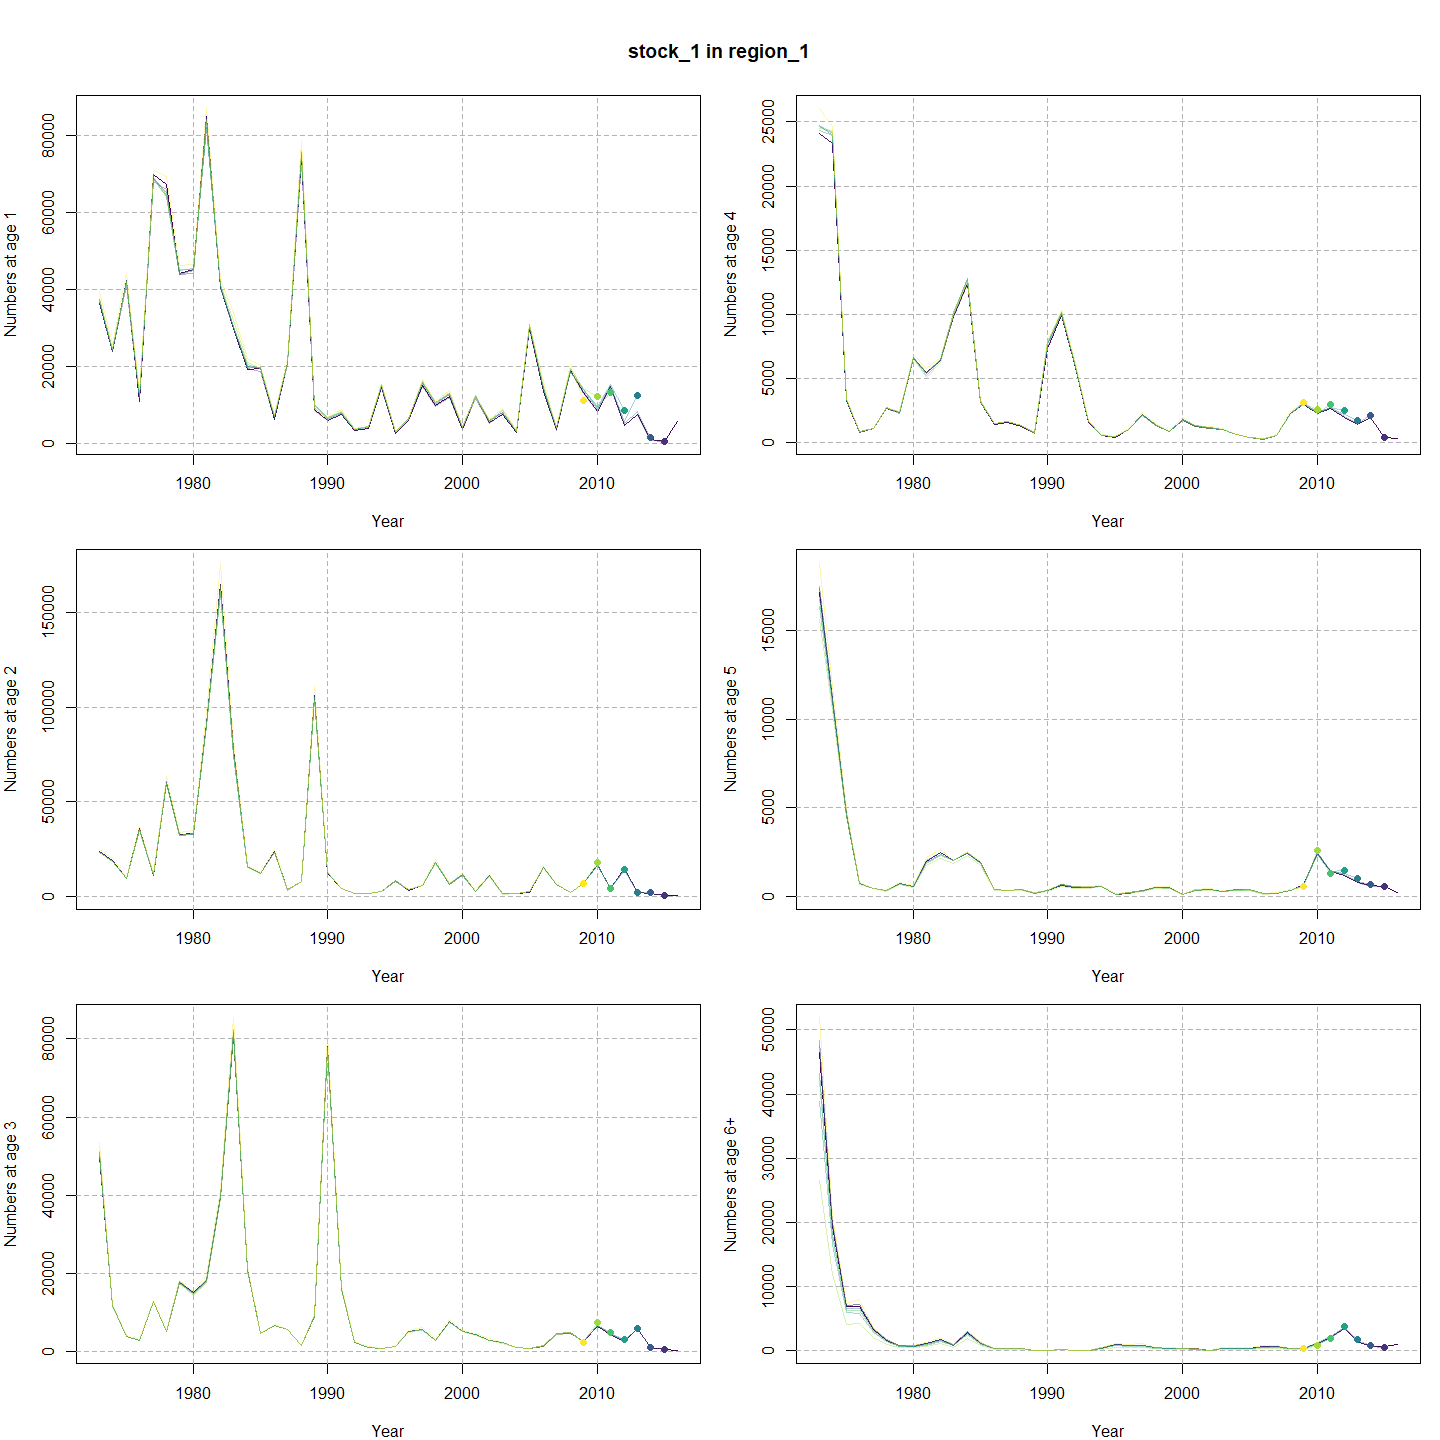 stock_1 in region_1
Numbers at age 1
0 20000 40000 60000 80000
1980 1990 2000 2010
Year
Numbers at age 4
0 5000 10000 15000 20000 25000
1980 1990 2000 2010
Year
Numbers at age 2
0 50000 100000 150000
1980 1990 2000 2010
Year
Numbers at age 5
0 5000 10000 15000
1980 1990 2000 2010
Year
Numbers at age 3
0 20000 40000 60000 80000
1980 1990 2000 2010
Year
Numbers at age 6+
0 10000 20000 30000 40000 50000
1980 1990 2000 2010
Year